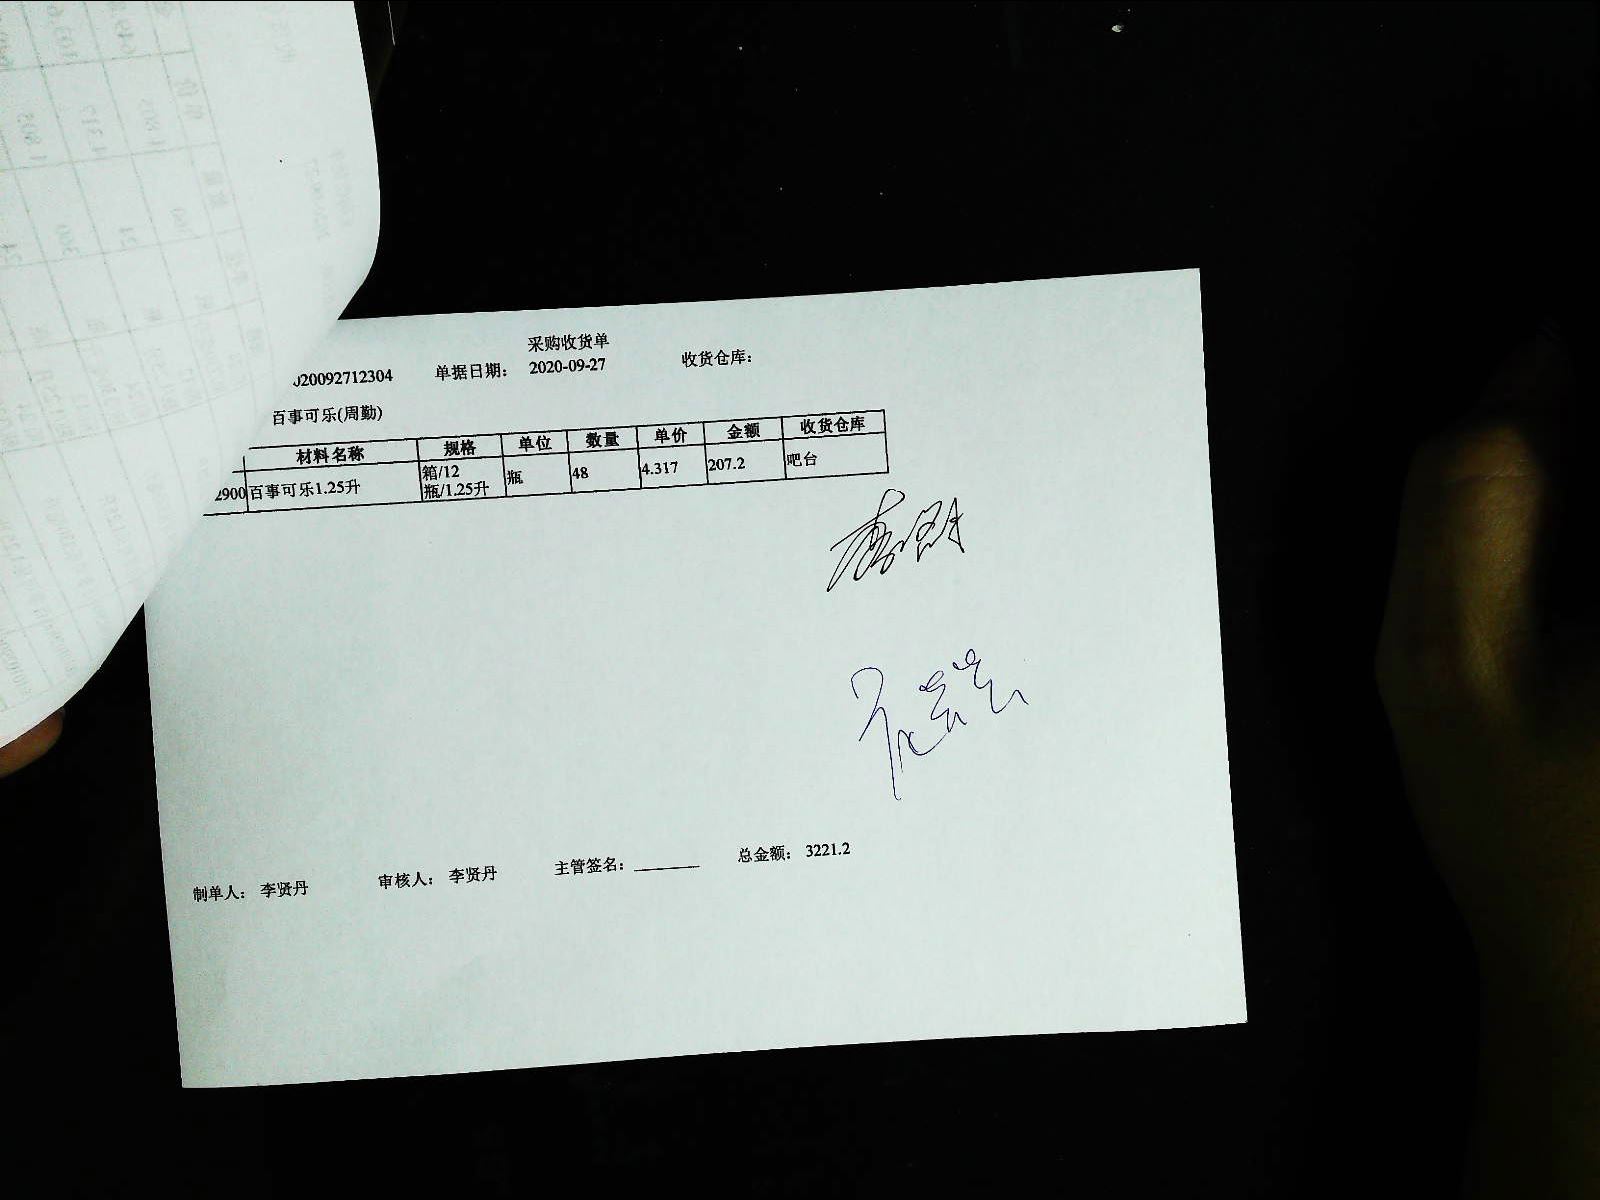 采购收货单
020092712304 单据日期： 2020-09-27 收货仓库：
百事可乐(周勤)
材料名称 规格 单位 数量 单价 金额 收货仓库
2900 百事可乐1.25升 箱/12 瓶/1.25升 瓶 48 4.317 207.2 吧台
制单人： 李贤丹 审核人： 李贤丹 主管签名：_______ 总金额： 3221.2